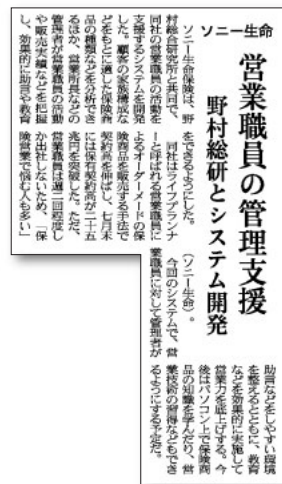 ソニー生命
営業職員の管理支援
野村総研とシステム開発
ソニー生命保険は、野
村総合研究所と共同で、
同社の営業職員の活動を
支援するシステムを開発
した。顧客の家族構成な
どをもとに適した保険商
品の種類などを分析でき
るほか、営業所長などの
管理者が営業職員の活動
や販売実績などを把握
し、効果的に助言や教育
をできるようにした。
同社はライフプランナ
ーと呼ばれる営業職員に
よるオーダーメードの保
険商品を販売する手法で
契約高を伸ばし、七月末
には保有契約高が二十五
兆円を突破した。ただ、
営業職員は週二回程度し
か出社しないため、「保
険営業で悩む人も多い」
（ソニー生命）。
今回のシステムで、営
業職員に対して管理者が
助言などをしやすい環境
を整えるとともに、教育
などを効果的に実施して
営業力を底上げする。今
後はパソコン上で保険商
品の知識を学んだり、営
業技術の習得などもでき
るようにする予定だ。